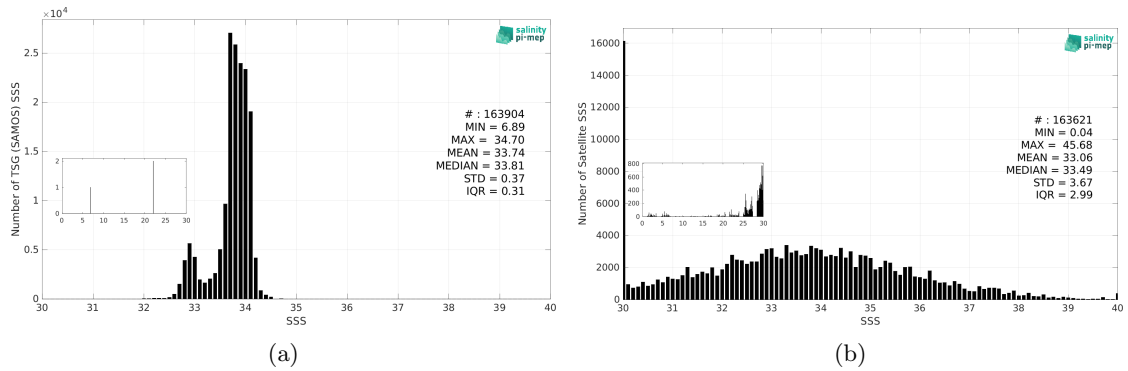 ×10⁴
2.5
2
1.5
1
0.5
0
30 31 32 33 34 35 36 37 38 39 40
SSS
Number of TSG (SAMOS) SSS
salinity
pi-mep
# : 163904
MIN = 6.89
MAX = 34.70
MEAN = 33.74
MEDIAN = 33.81
STD = 0.37
IQR = 0.31
2
1
0
0 5 10 15 20 25 30
(a)
16000
14000
12000
10000
8000
6000
4000
2000
0
30 31 32 33 34 35 36 37 38 39 40
SSS
Number of Satellite SSS
salinity
pi-mep
# : 163621
MIN = 0.04
MAX = 45.68
MEAN = 33.06
MEDIAN = 33.49
STD = 3.67
IQR = 2.99
800
600
400
200
0
0 5 10 15 20 25 30
(b)